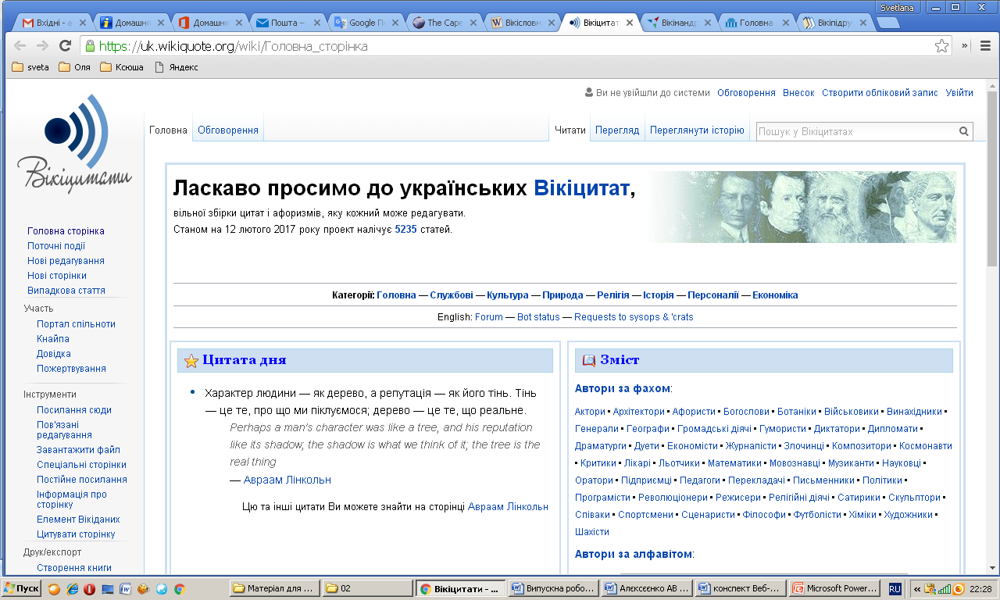 Svetlana
Вхідні - а
Домашня
Домашня
Пошта –
Google Пе
The Cape
Вікіслов
Вікіцитат
Вікіманд
Головна
Вікіпідру
https://uk.wikiquote.org/wiki/Головна_сторінка
sveta Оля Ксюша Яндекс
Ви не увійшли до системи Обговорення Внесок Створити обліковий запис Увійти
Головна Обговорення Читати Перегляд Переглянути історію Пошук у Вікіцитатах
Вікіцитати
Головна сторінка
Поточні події
Нові редагування
Нові сторінки
Випадкова стаття
Участь
Портал спільноти
Кнайпа
Довідка
Пожертвування
Інструменти
Посилання сюди
Пов'язані
редагування
Завантажити файл
Спеціальні сторінки
Постійне посилання
Інформація про
сторінку
Елемент Вікіданих
Цитувати сторінку
Друк/експорт
Створення книги
Ласкаво просимо до українських Вікіцитат,
вільної збірки цитат і афоризмів, яку кожний може редагувати.
Станом на 12 лютого 2017 року проект налічує 5235 статей.
Категорії: Головна — Службові — Культура — Природа — Релігія — Історія — Персоналії — Економіка
English: Forum — Bot status — Requests to sysops & 'crats
Цитата дня
• Характер людини — як дерево, а репутація — як його тінь. Тінь
— це те, про що ми піклуємося; дерево — це те, що реальне.
Perhaps a man's character was like a tree, and his reputation
like its shadow; the shadow is what we think of it; the tree is the
real thing
— Авраам Лінкольн
Цю та інші цитати Ви можете знайти на сторінці Авраам Лінкольн
Зміст
Автори за фахом:
Актори • Архітектори • Афористи • Богослови • Ботаніки • Військовики • Винахідники •
Генерали • Географи • Громадські діячі • Гумористи • Диктатори • Дипломати •
Драматурги • Дуети • Економісти • Журналісти • Злочинці • Композитори • Космонавти
• Критики • Лікарі • Льотчики • Математики • Мовознавці • Музиканти • Науковці •
Оратори • Підприємці • Педагоги • Перекладачі • Письменники • Політики •
Програмісти • Революціонери • Режисери • Релігійні діячі • Сатирики • Скульптори •
Співаки • Спортсмени • Сценаристи • Філософи • Футболісти • Хіміки • Художники •
Шахісти
Автори за алфавітом:
Пуск
Матеріал для ...
02
Вікіцитати - ...
Випускна робо...
Алексєєнко АВ ...
конспект Веб-...
Microsoft Power...
RU
22:28